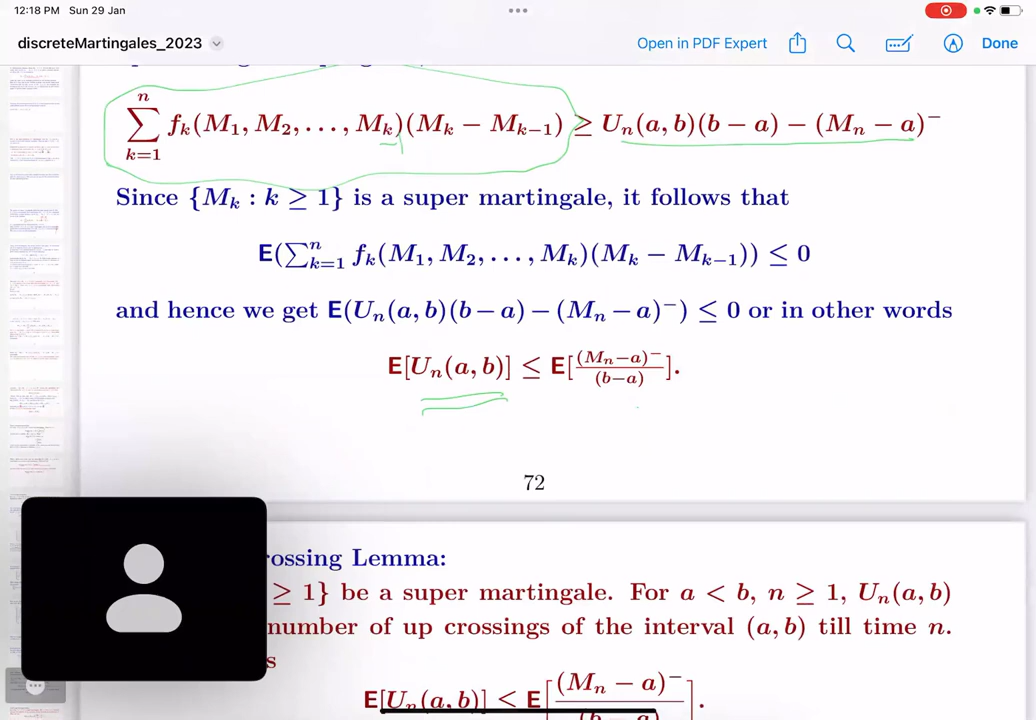 12:18 PM Sun 29 Jan
discreteMartingales_2023
Open in PDF Expert
Done
n
∑ f_k(M_1, M_2, . . . , M_k)(M_k − M_{k−1}) ≥ U_n(a, b)(b − a) − (M_n − a)^−
k=1
Since {M_k : k ≥ 1} is a super martingale, it follows that
E(∑_{k=1}^n f_k(M_1, M_2, . . . , M_k)(M_k − M_{k−1})) ≤ 0
and hence we get E(U_n(a, b)(b − a) − (M_n − a)^−) ≤ 0 or in other words
E[U_n(a, b)] ≤ E[(M_n−a)^−/(b−a)].
72
rossing Lemma:
≥ 1} be a super martingale. For a < b, n ≥ 1, U_n(a, b)
number of up crossings of the interval (a, b) till time n.
s
E[U_n(a, b)] ≤ E[(M_n − a)^−/(b − a)].